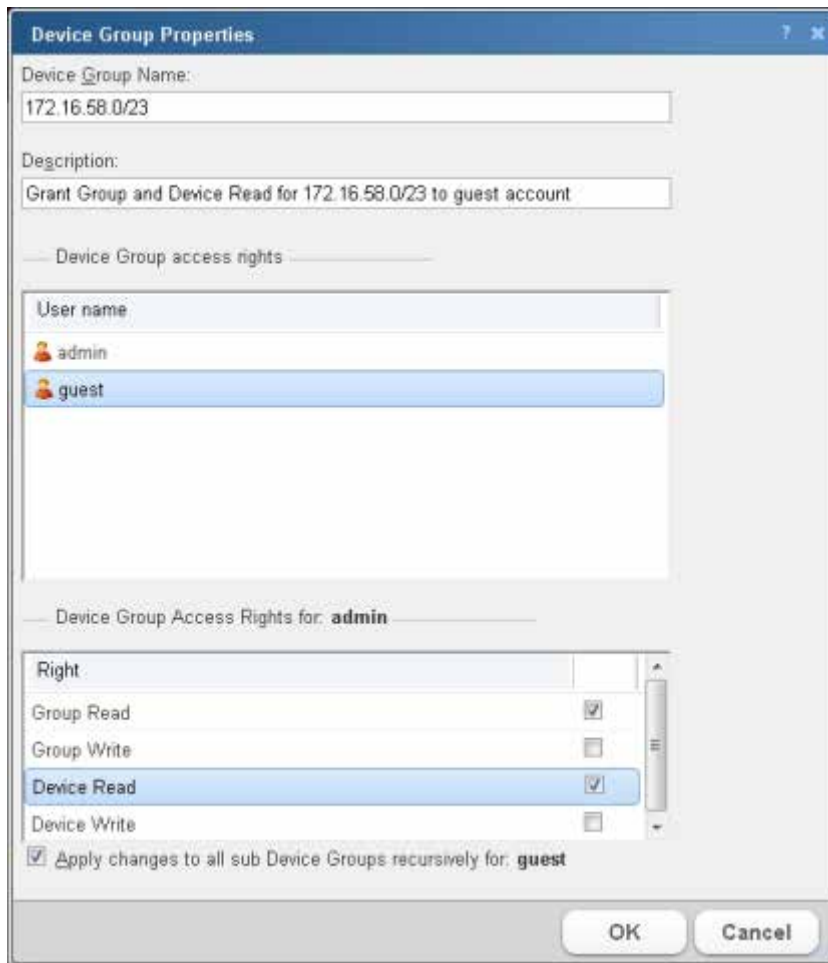 Device Group Properties
? ×
Device Group Name:
172.16.58.0/23
Description:
Grant Group and Device Read for 172.16.58.0/23 to guest account
Device Group access rights
User name
admin
guest
Device Group Access Rights for: admin
Right
Group Read
Group Write
Device Read
Device Write
Apply changes to all sub Device Groups recursively for: guest
OK Cancel